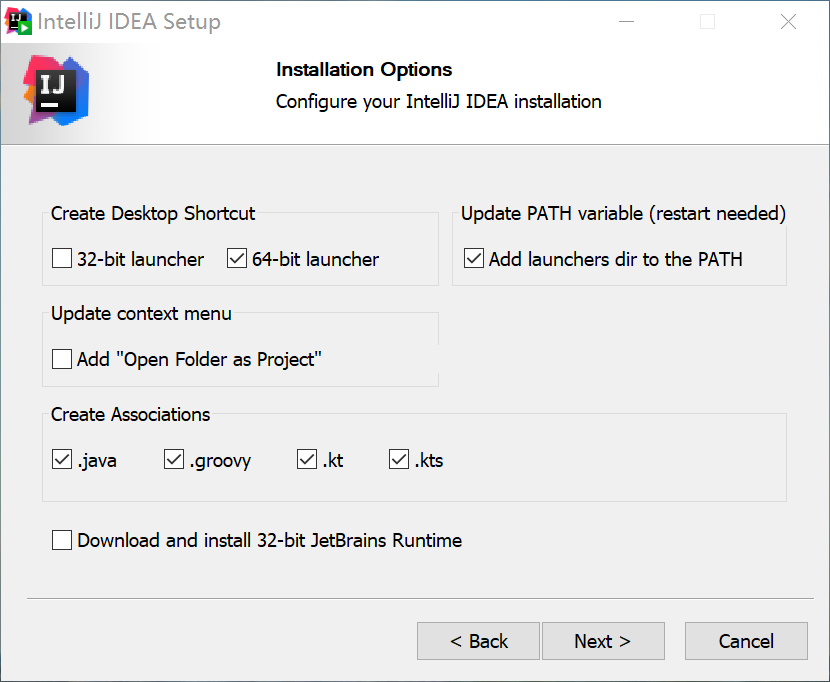 IntelliJ IDEA Setup
IJ
Installation Options
Configure your IntelliJ IDEA installation
Create Desktop Shortcut
32-bit launcher 64-bit launcher
Update PATH variable (restart needed)
Add launchers dir to the PATH
Update context menu
Add "Open Folder as Project"
Create Associations
.java .groovy .kt .kts
Download and install 32-bit JetBrains Runtime
< Back Next > Cancel